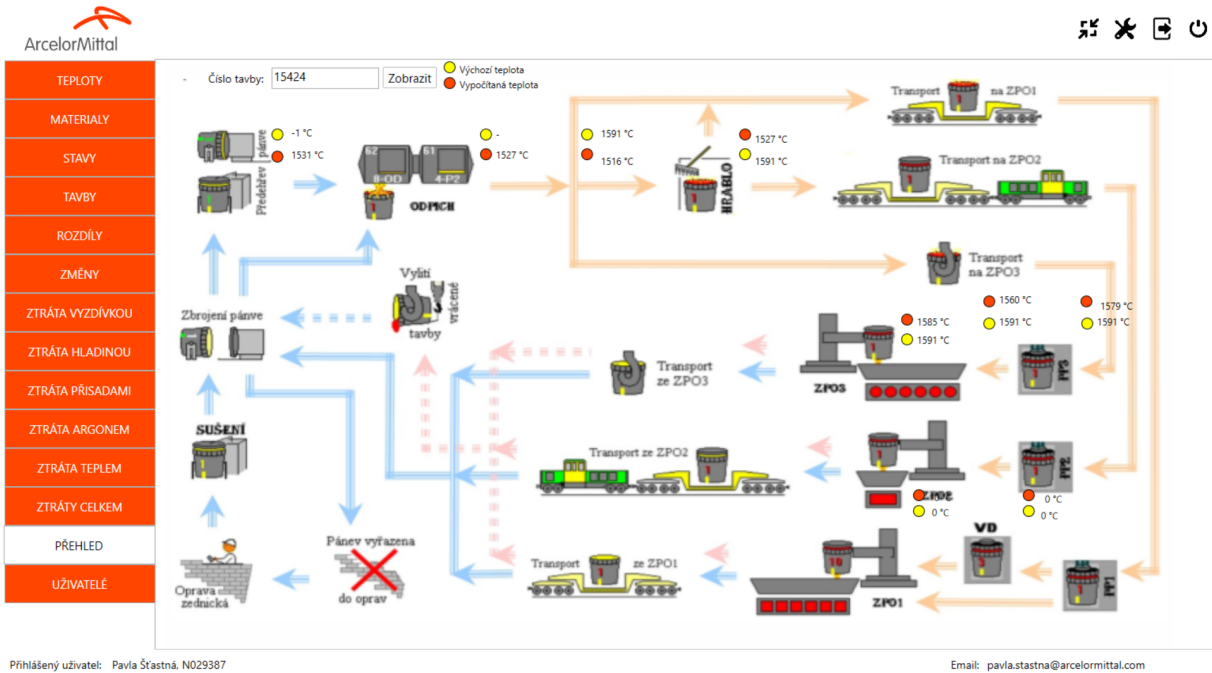 ArcelorMittal
TEPLOTY
MATERIALY
STAVY
TAVBY
ROZDÍLY
ZMĚNY
ZTRÁTA VYZDÍVKOU
ZTRÁTA HLADINOU
ZTRÁTA PŘISADAMI
ZTRÁTA ARGONEM
ZTRÁTA TEPLEM
ZTRÁTY CELKEM
PŘEHLED
UŽIVATELÉ
- Číslo tavby: 15424 Zobrazit
Výchozí teplota
Vypočítaná teplota
Předehřev pánve
-1 °C
1531 °C
62 61
8-OD 4-P2
ODPICH
-
1527 °C
1591 °C
1516 °C
HRABLO
1527 °C
1591 °C
Transport na ZPO1
Transport na ZPO2
Transport
na ZPO3
Vylití
vrácené
tavby
Zbrojení pánve
1560 °C
1591 °C
1579 °C
1591 °C
1585 °C
1591 °C
ZPO3
PP3
Transport
ze ZPO3
SUŠENÍ
Transport ze ZPO2
ZPO2
0 °C
PP2
0 °C
0 °C
Pánev vyřazena
do oprav
Oprava
zednická
Transport ze ZPO1
10
ZPO1
VD
PP1
Přihlášený uživatel: Pavla Šťastná, N029387
Email: pavla.stastna@arcelormittal.com